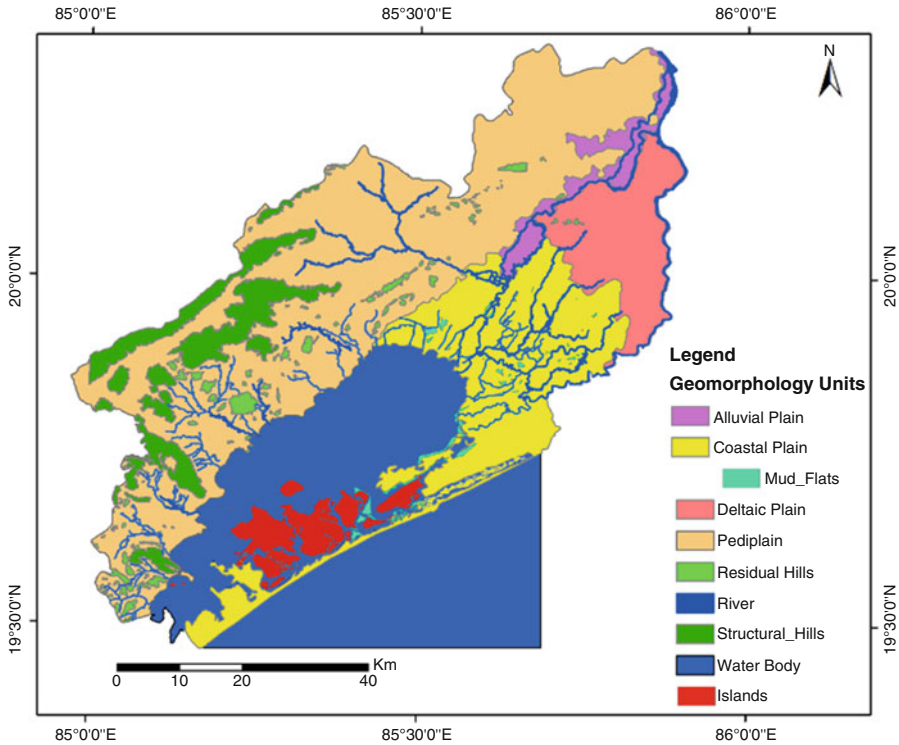 85°0'0"E 85°30'0"E 86°0'0"E
N
20°0'0"N 20°0'0"N
Legend
Geomorphology Units
Alluvial Plain
Coastal Plain
Mud_Flats
Deltaic Plain
Pediplain
Residual Hills
River
Structural_Hills
Water Body
Islands
19°30'0"N 19°30'0"N
Km
0 10 20 40
85°0'0"E 85°30'0"E 86°0'0"E